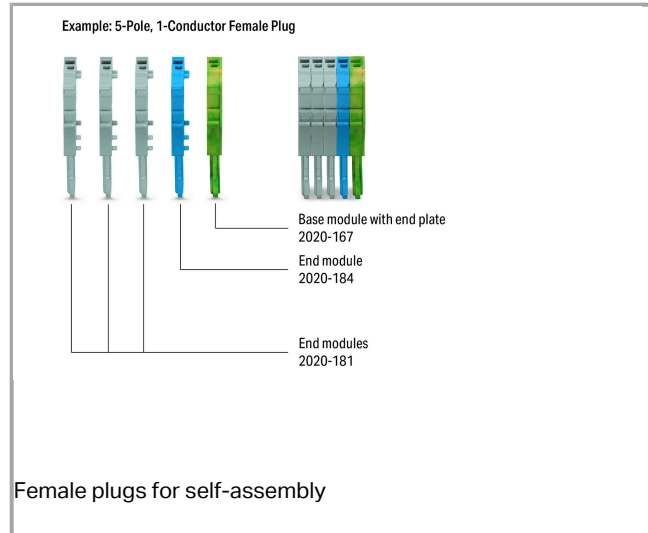 Example: 5-Pole, 1-Conductor Female Plug
Base module with end plate
2020-167
End module
2020-184
End modules
2020-181
Female plugs for self-assembly